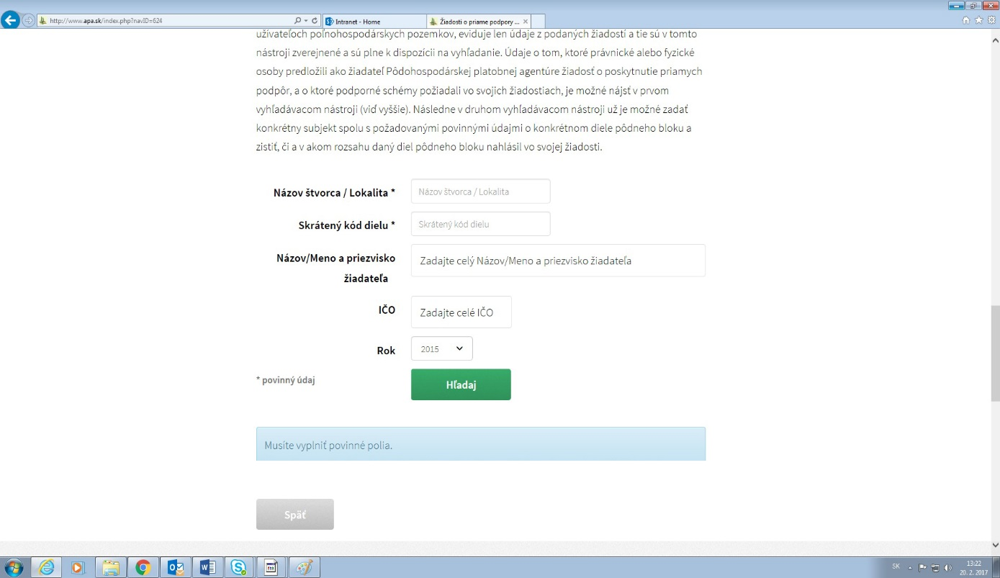 http://www.apa.sk/index.php?navID=624
Intranet - Home
Žiadosti o priame podpory ...
užívateľoch poľnohospodárskych pozemkov, eviduje len údaje z podaných žiadostí a tie sú v tomto
nástroji zverejnené a sú plne k dispozícii na vyhľadanie. Údaje o tom, ktoré právnické alebo fyzické
osoby predložili ako žiadateľ Pôdohospodárskej platobnej agentúre žiadosť o poskytnutie priamych
podpôr, a o ktoré podporné schémy požiadali vo svojich žiadostiach, je možné nájsť v prvom
vyhľadávacom nástroji (viď vyššie). Následne v druhom vyhľadávacom nástroji už je možné zadať
konkrétny subjekt spolu s požadovanými povinnými údajmi o konkrétnom diele pôdneho bloku a
zistiť, či a v akom rozsahu daný diel pôdneho bloku nahlásil vo svojej žiadosti.
Názov štvorca / Lokalita *
Názov štvorca / Lokalita
Skrátený kód dielu *
Skrátený kód dielu
Názov/Meno a priezvisko
žiadateľa
Zadajte celý Názov/Meno a priezvisko žiadateľa
IČO
Zadajte celé IČO
Rok
2015
* povinný údaj
Hľadaj
Musíte vyplniť povinné polia.
Späť
SK
13:22
20. 2. 2017